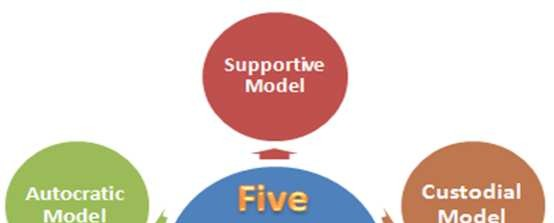 Supportive
Model
Autocratic
Model
Five
Custodial
Model